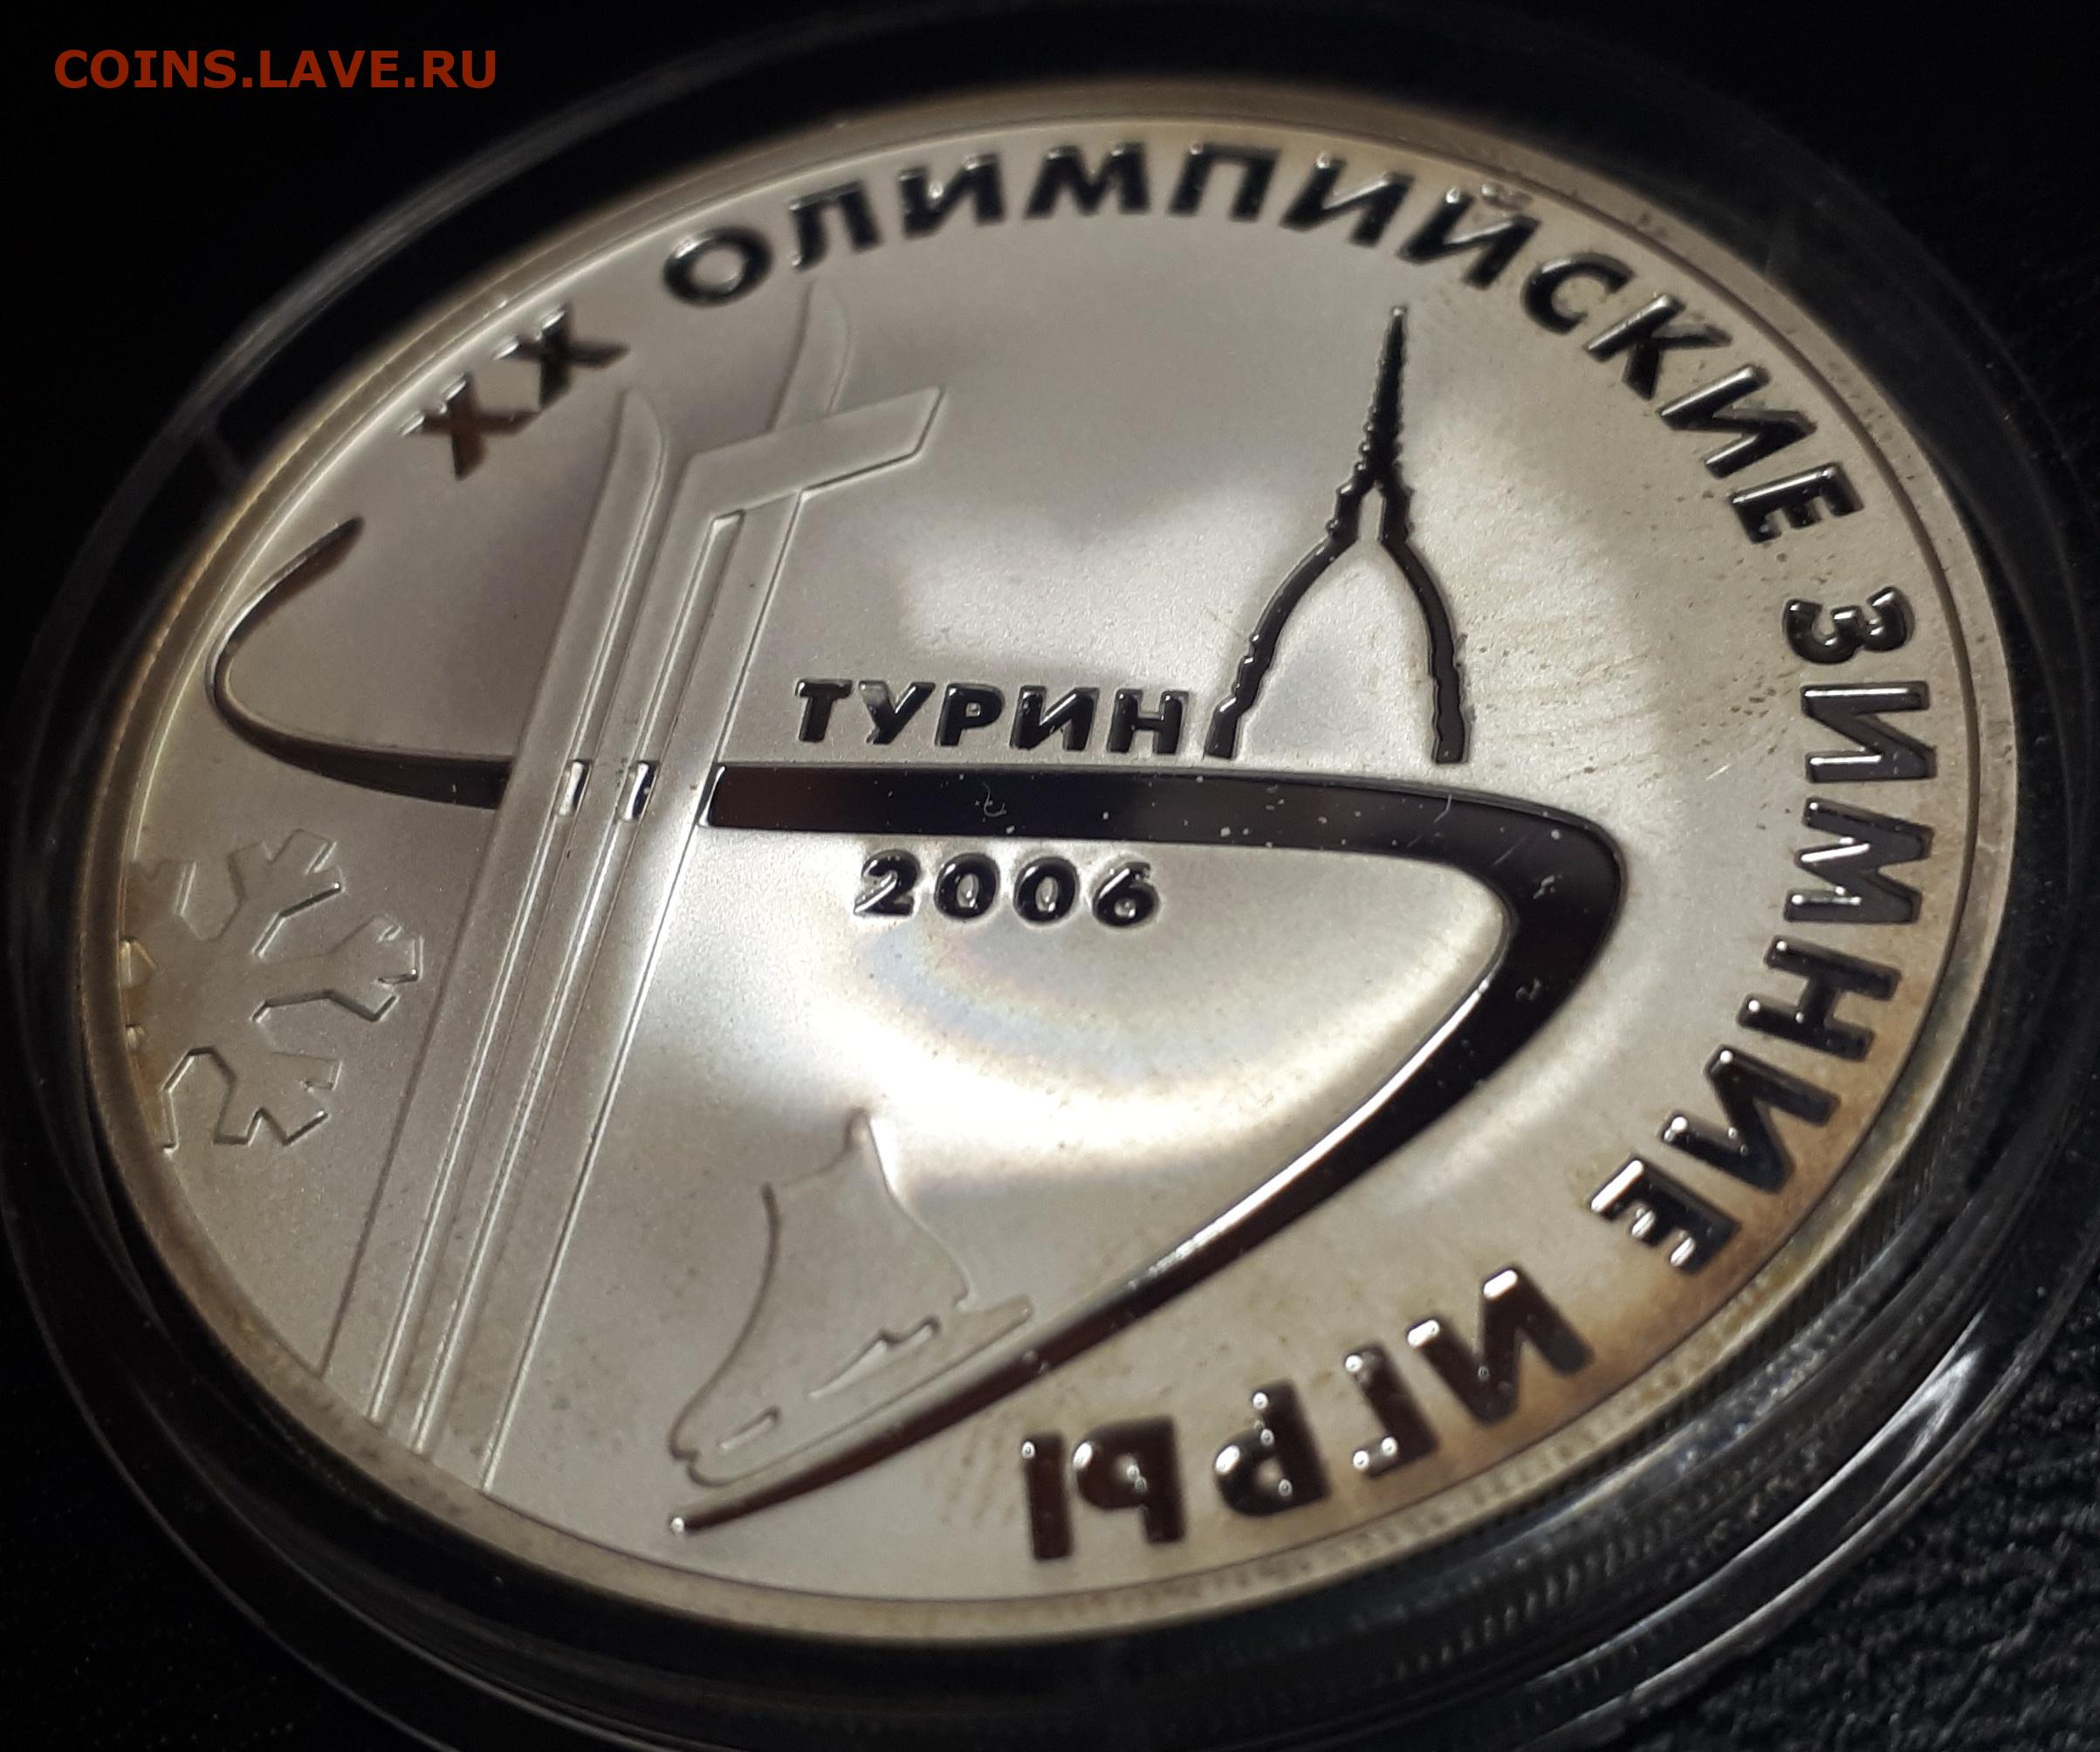 COINS.LAVE.RU
XX ОЛИМПИЙСКИЕ ЗИМНИЕ ИГРЫ
ТУРИН
2006